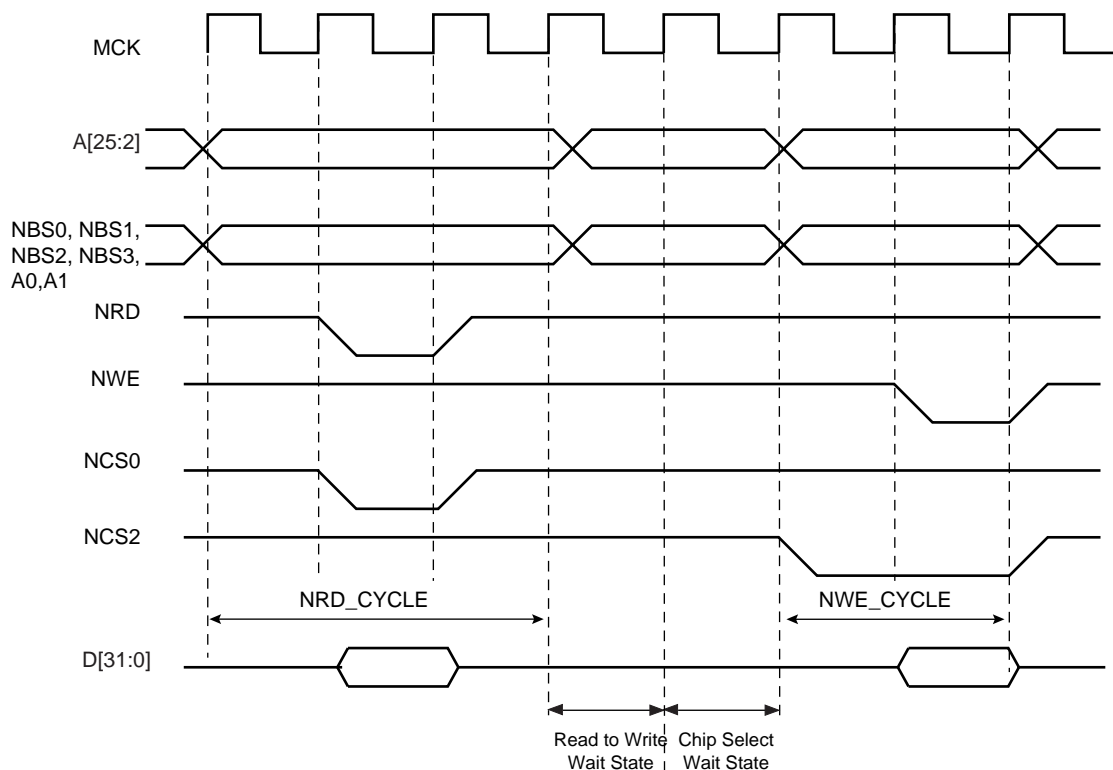 MCK
A[25:2]
NBS0, NBS1,
NBS2, NBS3,
A0,A1
NRD
NWE
NCS0
NCS2
NRD_CYCLE
NWE_CYCLE
D[31:0]
Read to Write
Wait State
Chip Select
Wait State